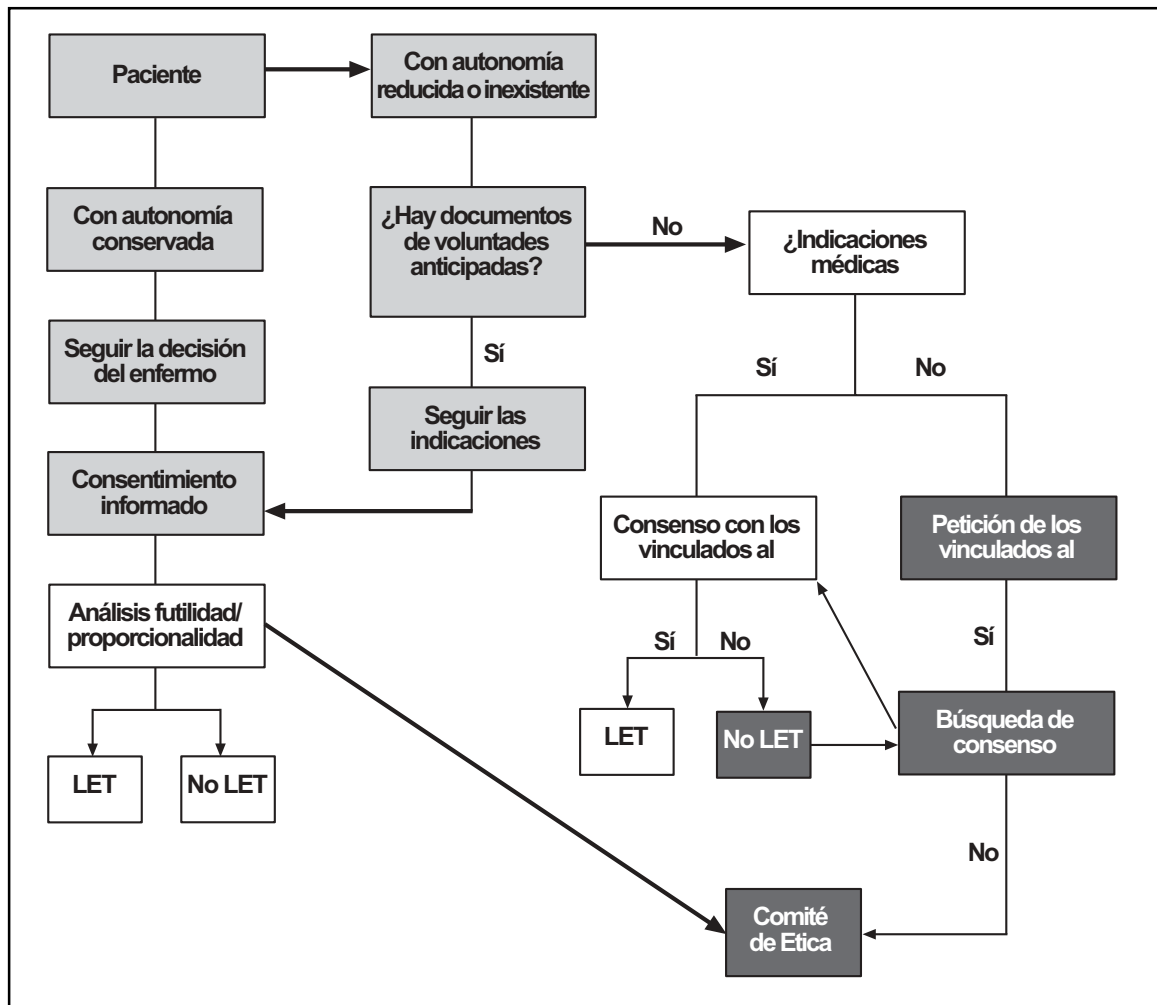 Paciente
Con autonomía
reducida o inexistente
Con autonomía
conservada
¿Hay documentos
de voluntades
anticipadas?
No
¿Indicaciones
médicas
Seguir la decisión
del enfermo
Sí
Sí
No
Seguir las
indicaciones
Consentimiento
informado
Consenso con los
vinculados al
Petición de los
vinculados al
Análisis futilidad/
proporcionalidad
Sí
No
Sí
LET
No LET
LET
No LET
Búsqueda de
consenso
No
Comité
de Etica